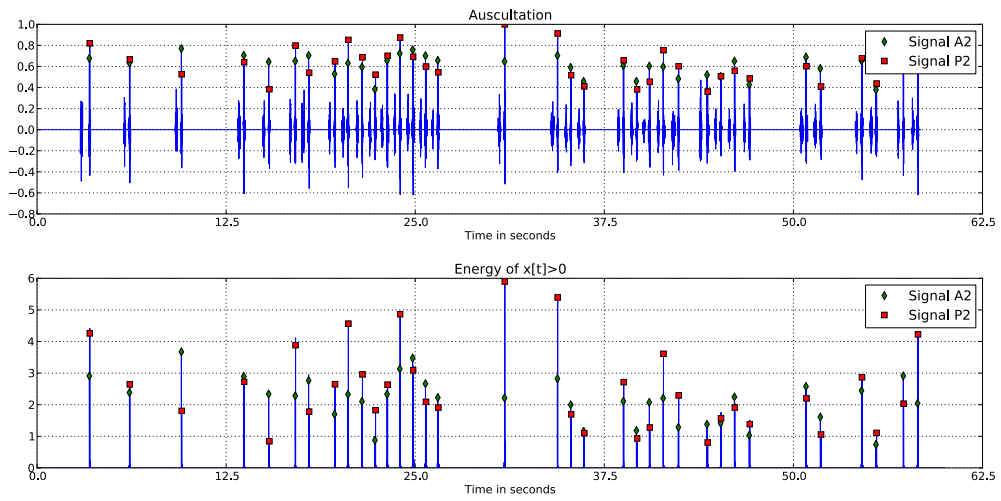 Auscultation
1.0
0.8
0.6
0.4
0.2
0.0
−0.2
−0.4
−0.6
−0.8
Signal A2
Signal P2
0.0 12.5 25.0 37.5 50.0 62.5
Time in seconds
Energy of x[t]>0
6
5
4
3
2
1
0
Signal A2
Signal P2
0.0 12.5 25.0 37.5 50.0 62.5
Time in seconds